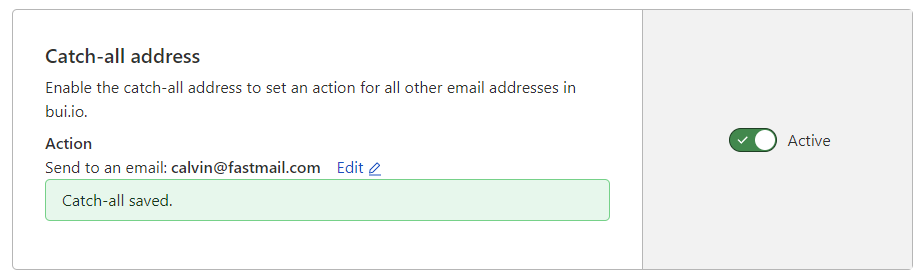 Catch-all address
Enable the catch-all address to set an action for all other email addresses in
bui.io.
Action
Send to an email: calvin@fastmail.com Edit
Catch-all saved.
Active